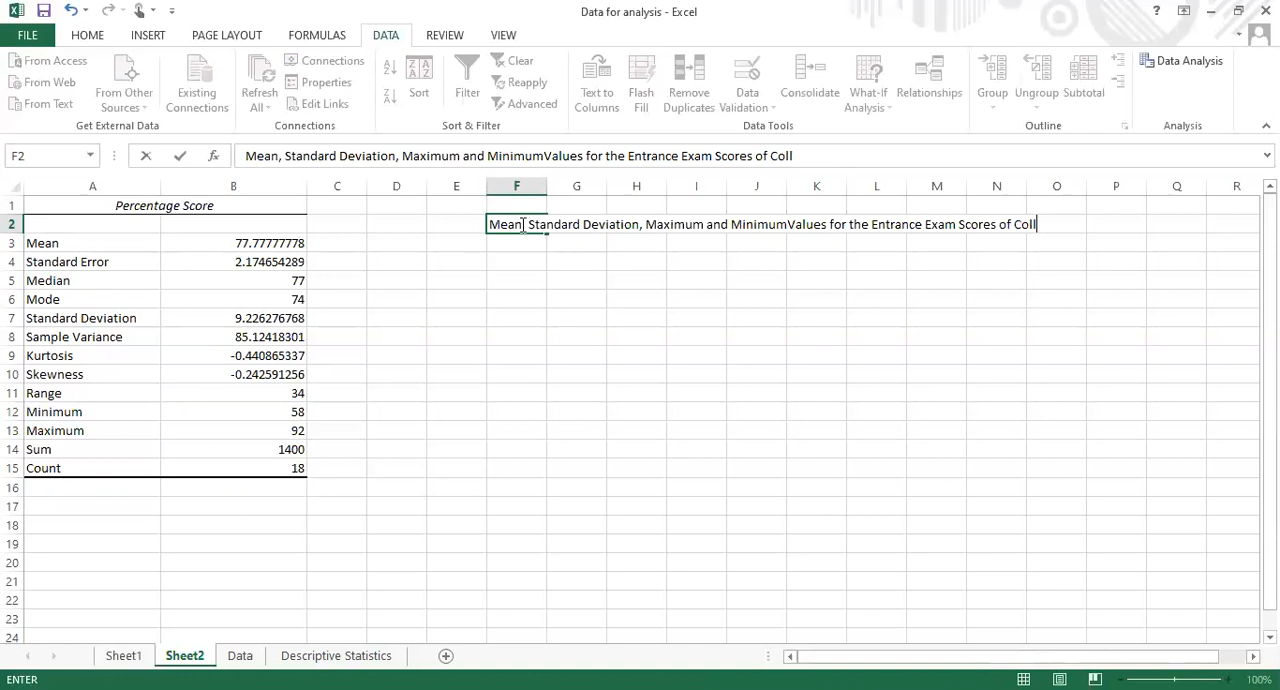 Data for analysis - Excel
FILE HOME INSERT PAGE LAYOUT FORMULAS DATA REVIEW VIEW
From Access
From Web
From Text
From Other Sources
Existing Connections
Get External Data
Refresh All
Connections
Properties
Edit Links
Connections
Sort
Filter
Clear
Reapply
Advanced
Sort & Filter
Text to Columns
Flash Fill
Remove Duplicates
Data Validation
Consolidate
What-If Analysis
Relationships
Data Tools
Group
Ungroup
Subtotal
Outline
Data Analysis
Analysis
F2 fx Mean, Standard Deviation, Maximum and MinimumValues for the Entrance Exam Scores of Coll
A B C D E F G H I J K L M N O P Q R
1 Percentage Score
2 Mean, Standard Deviation, Maximum and MinimumValues for the Entrance Exam Scores of Coll
3 Mean 77.77777778
4 Standard Error 2.174654289
5 Median 77
6 Mode 74
7 Standard Deviation 9.226276768
8 Sample Variance 85.12418301
9 Kurtosis -0.440865337
10 Skewness -0.242591256
11 Range 34
12 Minimum 58
13 Maximum 92
14 Sum 1400
15 Count 18
16
17
18
19
20
21
22
23
24
Sheet1 Sheet2 Data Descriptive Statistics
ENTER 100%